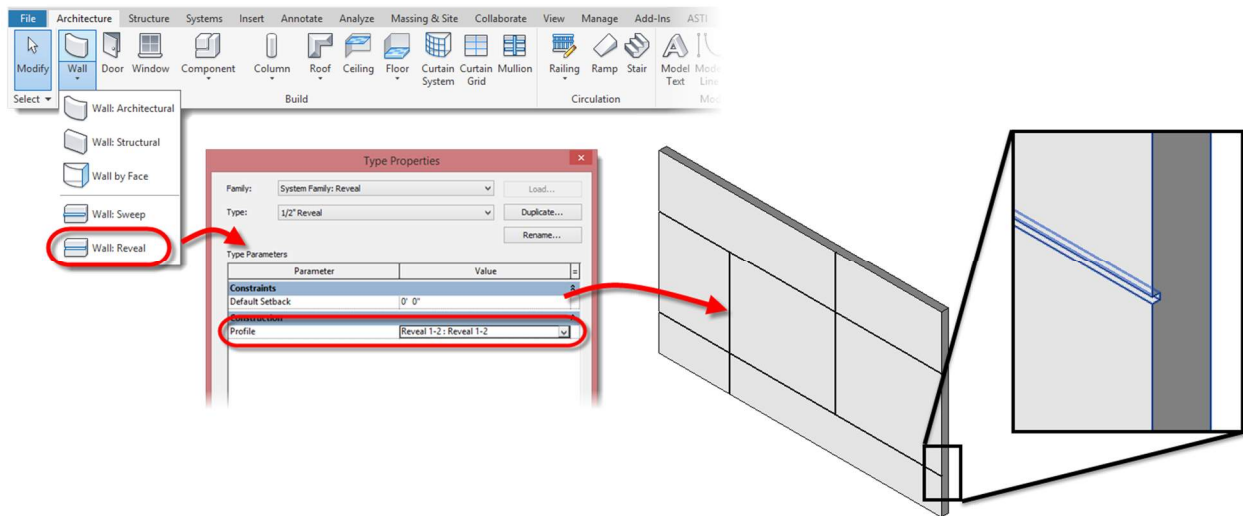 File Architecture Structure Systems Insert Annotate Analyze Massing & Site Collaborate View Manage Add-Ins ASTI
Modify Wall Door Window Component Column Roof Ceiling Floor Curtain System Curtain Grid Mullion Railing Ramp Stair Model Text Model Line
Select Build Circulation Mod
Wall: Architectural
Wall: Structural
Wall by Face
Wall: Sweep
Wall: Reveal
Type Properties
Family: System Family: Reveal Load...
Type: 1/2" Reveal Duplicate...
Rename...
Type Parameters
Parameter Value =
Constraints
Default Setback 0' 0"
Construction
Profile Reveal 1-2 : Reveal 1-2